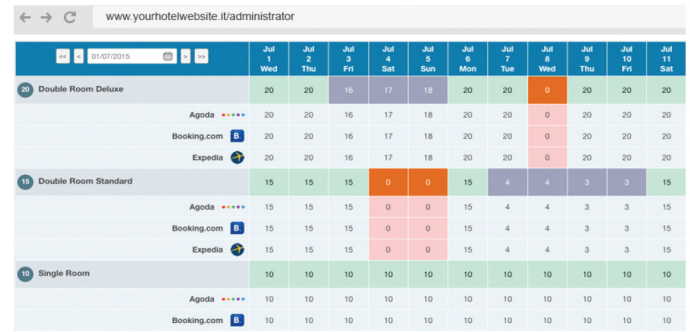 www.yourhotelwebsite.it/administrator
<< < 01/07/2015 > >> Jul 1 Wed Jul 2 Thu Jul 3 Fri Jul 4 Sat Jul 5 Sun Jul 6 Mon Jul 7 Tue Jul 8 Wed Jul 9 Thu Jul 10 Fri Jul 11 Sat
20 Double Room Deluxe 20 20 16 17 18 20 20 0 20 20 20
Agoda 20 20 16 17 18 20 20 0 20 20 20
B. Booking.com 20 20 16 17 18 20 20 0 20 20 20
Expedia 20 20 16 17 18 20 20 0 20 20 20
15 Double Room Standard 15 15 15 0 0 15 4 4 3 3 15
Agoda 15 15 15 0 0 15 4 4 3 3 15
Booking.com B. 15 15 15 0 0 15 4 4 3 3 15
Expedia 15 15 15 0 0 15 4 4 3 3 15
10 Single Room 10 10 10 10 10 10 10 10 10 10 10
Agoda 10 10 10 10 10 10 10 10 10 10 10
Booking.com B. 10 10 10 10 10 10 10 10 10 10 10